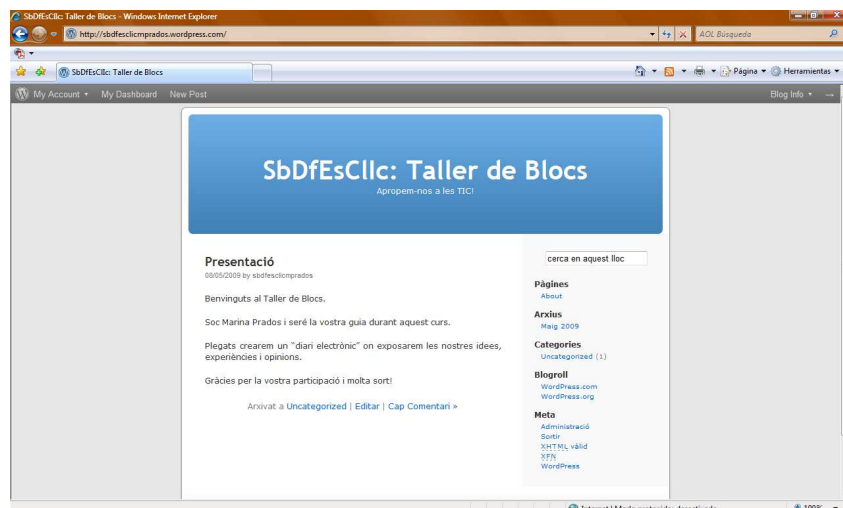 SbDfEsClIc: Taller de Blocs - Windows Internet Explorer
http://sbdfesclicmprados.wordpress.com/
AOL Búsqueda
SbDfEsClIc: Taller de Blocs
Página
Herramientas
My Account
My Dashboard
New Post
Blog Info
SbDfEsClIc: Taller de Blocs
Apropem-nos a les TIC!
Presentació
08/05/2009 by sbdfesclicmprados
Benvinguts al Taller de Blocs.
Soc Marina Prados i seré la vostra guia durant aquest curs.
Plegats crearem un "diari electrònic" on exposarem les nostres idees,
experiències i opinions.
Gràcies per la vostra participació i molta sort!
Arxivat a Uncategorized | Editar | Cap Comentari »
cerca en aquest lloc
Pàgines
About
Arxius
Maig 2009
Categories
Uncategorized (1)
Blogroll
WordPress.com
WordPress.org
Meta
Administració
Sortir
XHTML vàlid
XFN
WordPress
100%